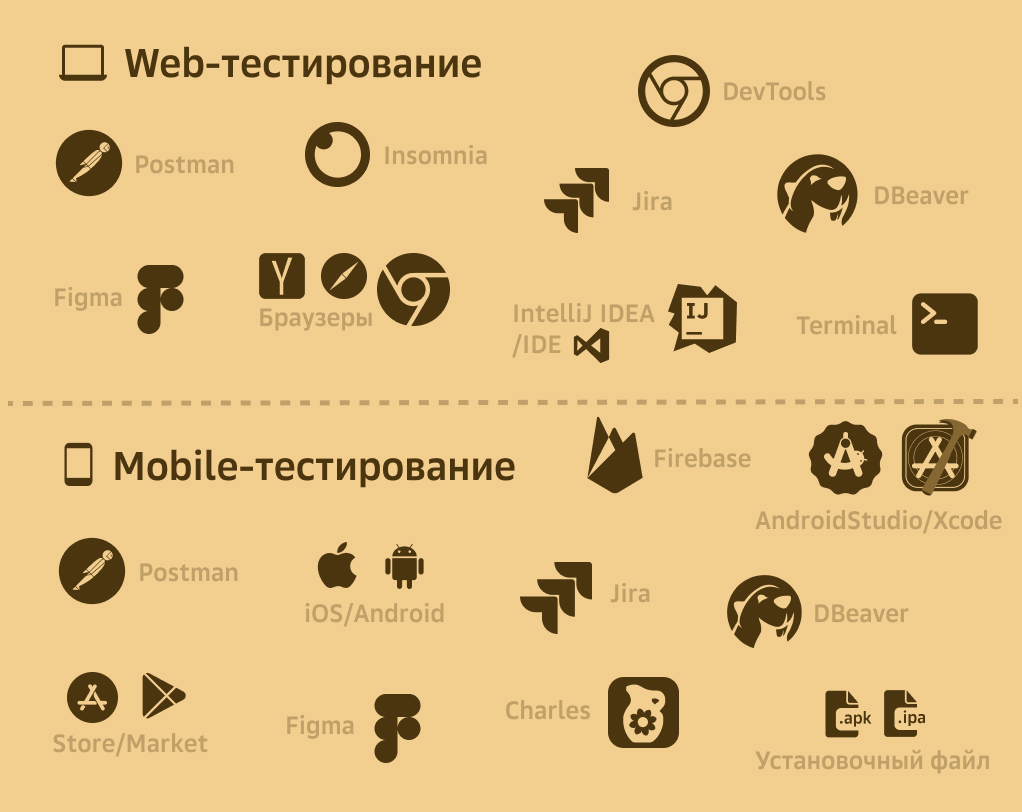 Web-тестирование
DevTools
Postman
Insomnia
Jira
DBeaver
Figma
Браузеры
IntelliJ IDEA
/IDE
IJ
Terminal
Mobile-тестирование
Firebase
AndroidStudio/Xcode
Postman
iOS/Android
Jira
DBeaver
Store/Market
Figma
Charles
.apk
.ipa
Установочный файл